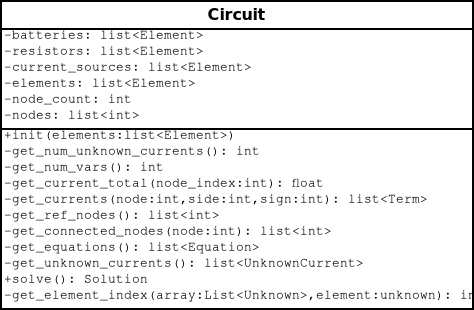 Circuit
-batteries: list<Element>
-resistors: list<Element>
-current_sources: list<Element>
-elements: list<Element>
-node_count: int
-nodes: list<int>
+init(elements:list<Element>)
-get_num_unknown_currents(): int
-get_num_vars(): int
-get_current_total(node_index:int): float
-get_currents(node:int,side:int,sign:int): list<Term>
-get_ref_nodes(): list<int>
-get_connected_nodes(node:int): list<int>
-get_equations(): list<Equation>
-get_unknown_currents(): list<UnknownCurrent>
+solve(): Solution
-get_element_index(array:List<Unknown>,element:unknown):